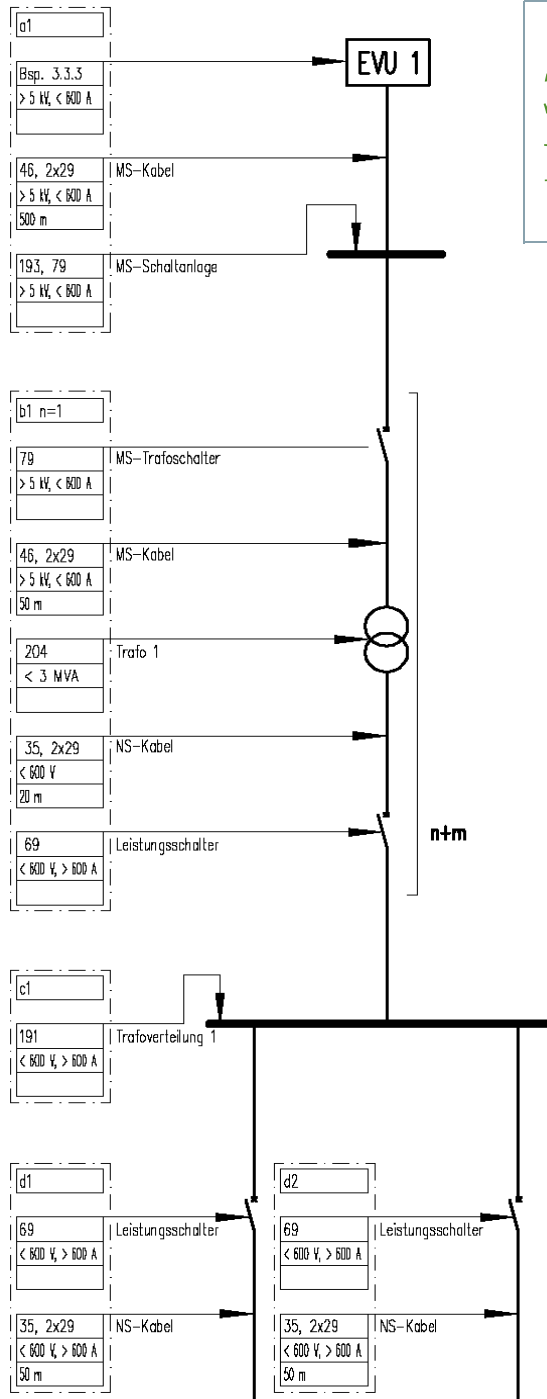 a1
EVU 1
Bsp. 3.3.3
> 5 kV, < 600 A
46, 2x29
MS-Kabel
> 5 kV, < 600 A
500 m
193, 79
MS-Schaltanlage
> 5 kV, < 600 A
b1 n=1
79
MS-Trafoschalter
> 5 kV, < 600 A
46, 2x29
MS-Kabel
> 5 kV, < 600 A
50 m
204
Trafo 1
< 3 MVA
35, 2x29
NS-Kabel
< 600 V
20 m
69
Leistungsschalter
< 600 V, > 600 A
n+m
c1
191
Trafoverteilung 1
< 600 V, > 600 A
d1
d2
69
Leistungsschalter
69
Leistungsschalter
< 600 V, > 600 A
< 600 V, > 600 A
35, 2x29
NS-Kabel
35, 2x29
NS-Kabel
< 600 V, > 600 A
< 600 V, > 600 A
50 m
50 m